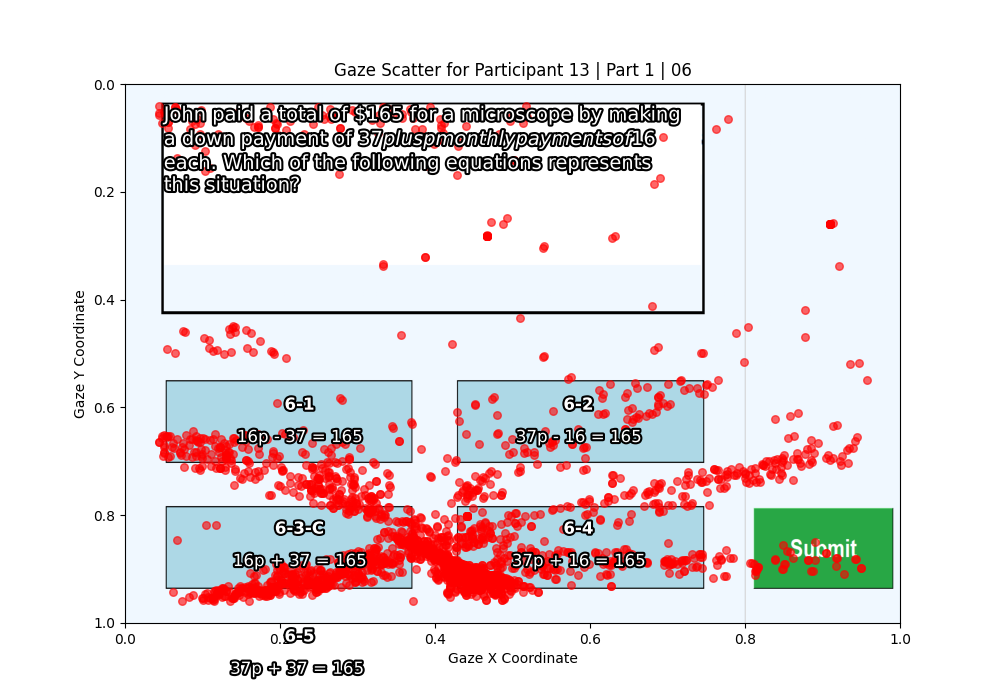 Gaze Scatter for Participant 13 | Part 1 | 06
John paid a total of $165 for a microscope by making
a down payment of 37pluspmonthlypaymentsof16
each. Which of the following equations represents
this situation?
6-1
16p - 37 = 165
6-2
37p - 16 = 165
6-3-C
16p + 37 = 165
6-4
37p + 16 = 165
Submit
6-5
37p + 37 = 165
Gaze Y Coordinate
0.0
0.2
0.4
0.6
0.8
1.0
0.0 0.2 0.4 0.6 0.8 1.0
Gaze X Coordinate